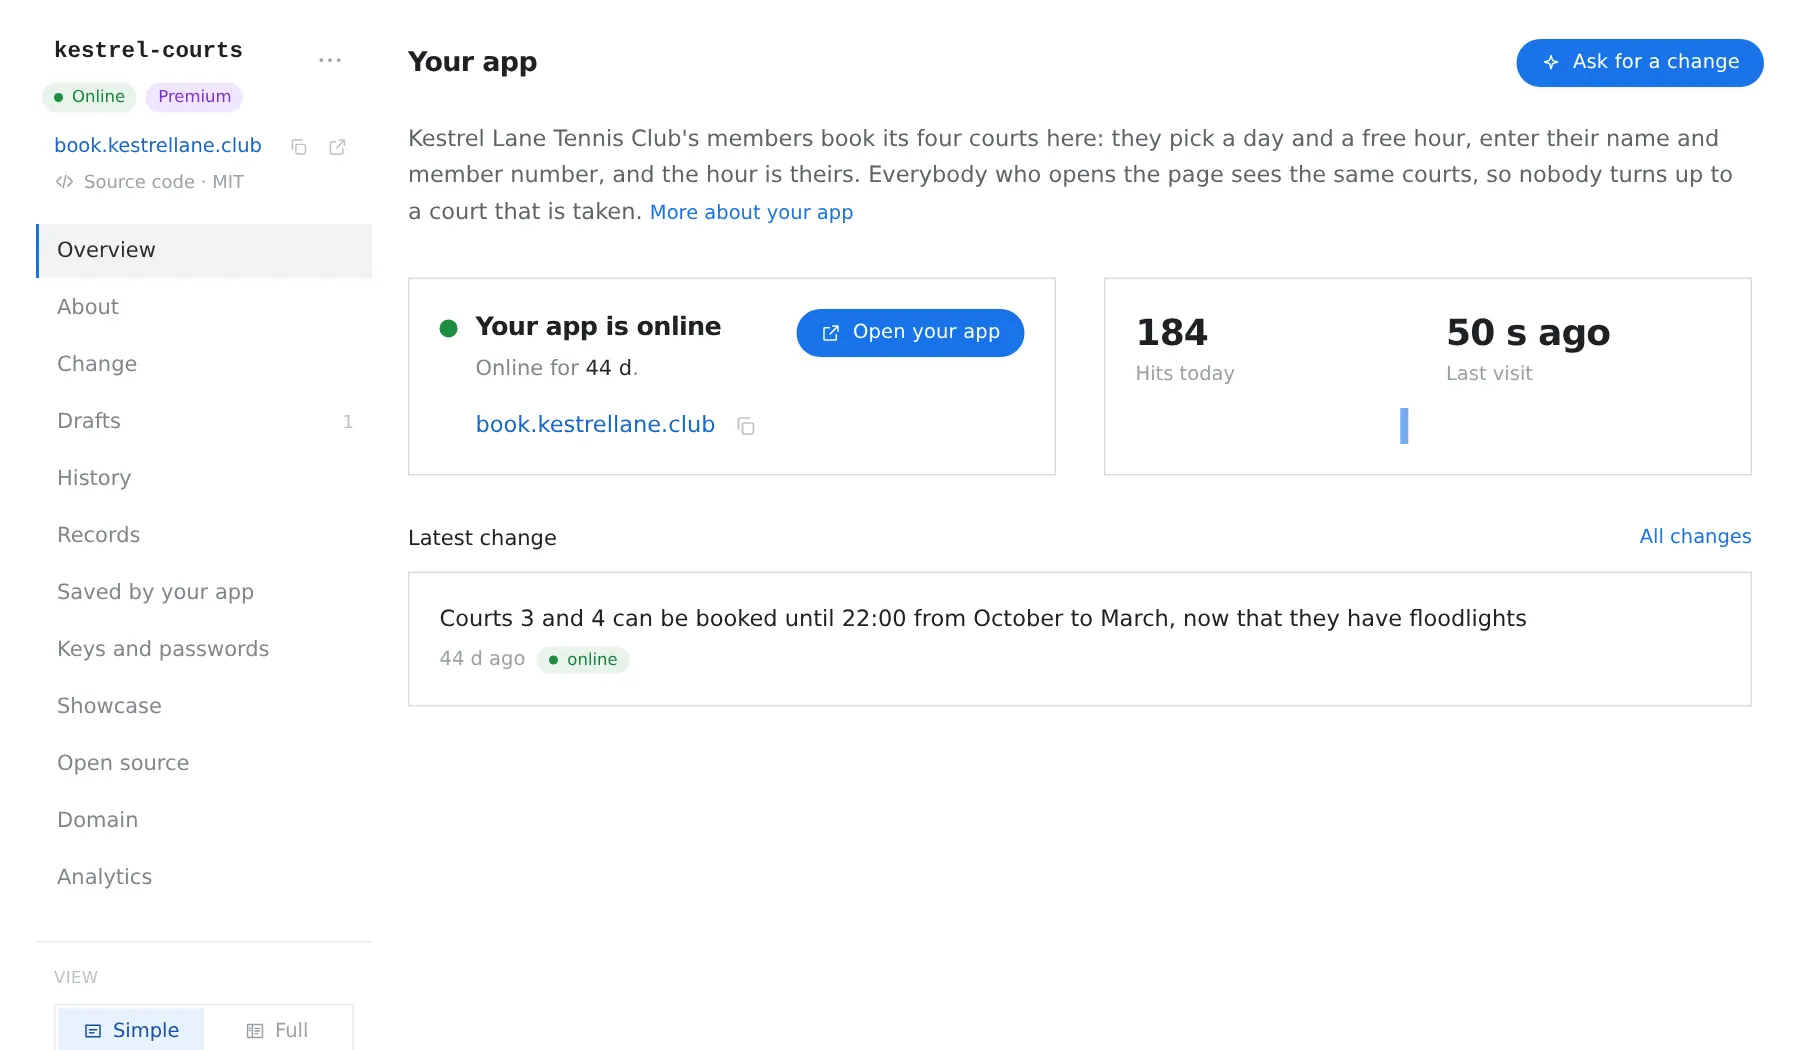 kestrel-courts
Online
Premium
book.kestrellane.club
Source code · MIT
Overview
About
Change
Drafts 1
History
Records
Saved by your app
Keys and passwords
Showcase
Open source
Domain
Analytics
VIEW
Simple
Full
Your app
Ask for a change
Kestrel Lane Tennis Club's members book its four courts here: they pick a day and a free hour, enter their name and
member number, and the hour is theirs. Everybody who opens the page sees the same courts, so nobody turns up to
a court that is taken. More about your app
Your app is online
Online for 44 d.
Open your app
book.kestrellane.club
184
Hits today
50 s ago
Last visit
Latest change
All changes
Courts 3 and 4 can be booked until 22:00 from October to March, now that they have floodlights
44 d ago
online